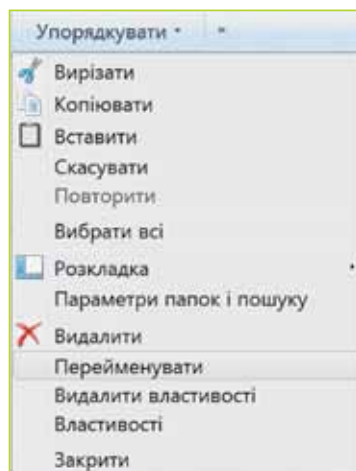 Упорядкувати
Вирізати
Копіювати
Вставити
Скасувати
Повторити
Вибрати всі
Розкладка
Параметри папок і пошуку
Видалити
Перейменувати
Видалити властивості
Властивості
Закрити